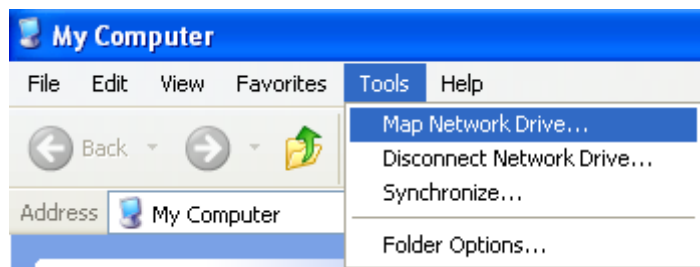 My Computer
File Edit View Favorites Tools Help
Map Network Drive...
Back
Disconnect Network Drive...
Synchronize...
Address My Computer
Folder Options...